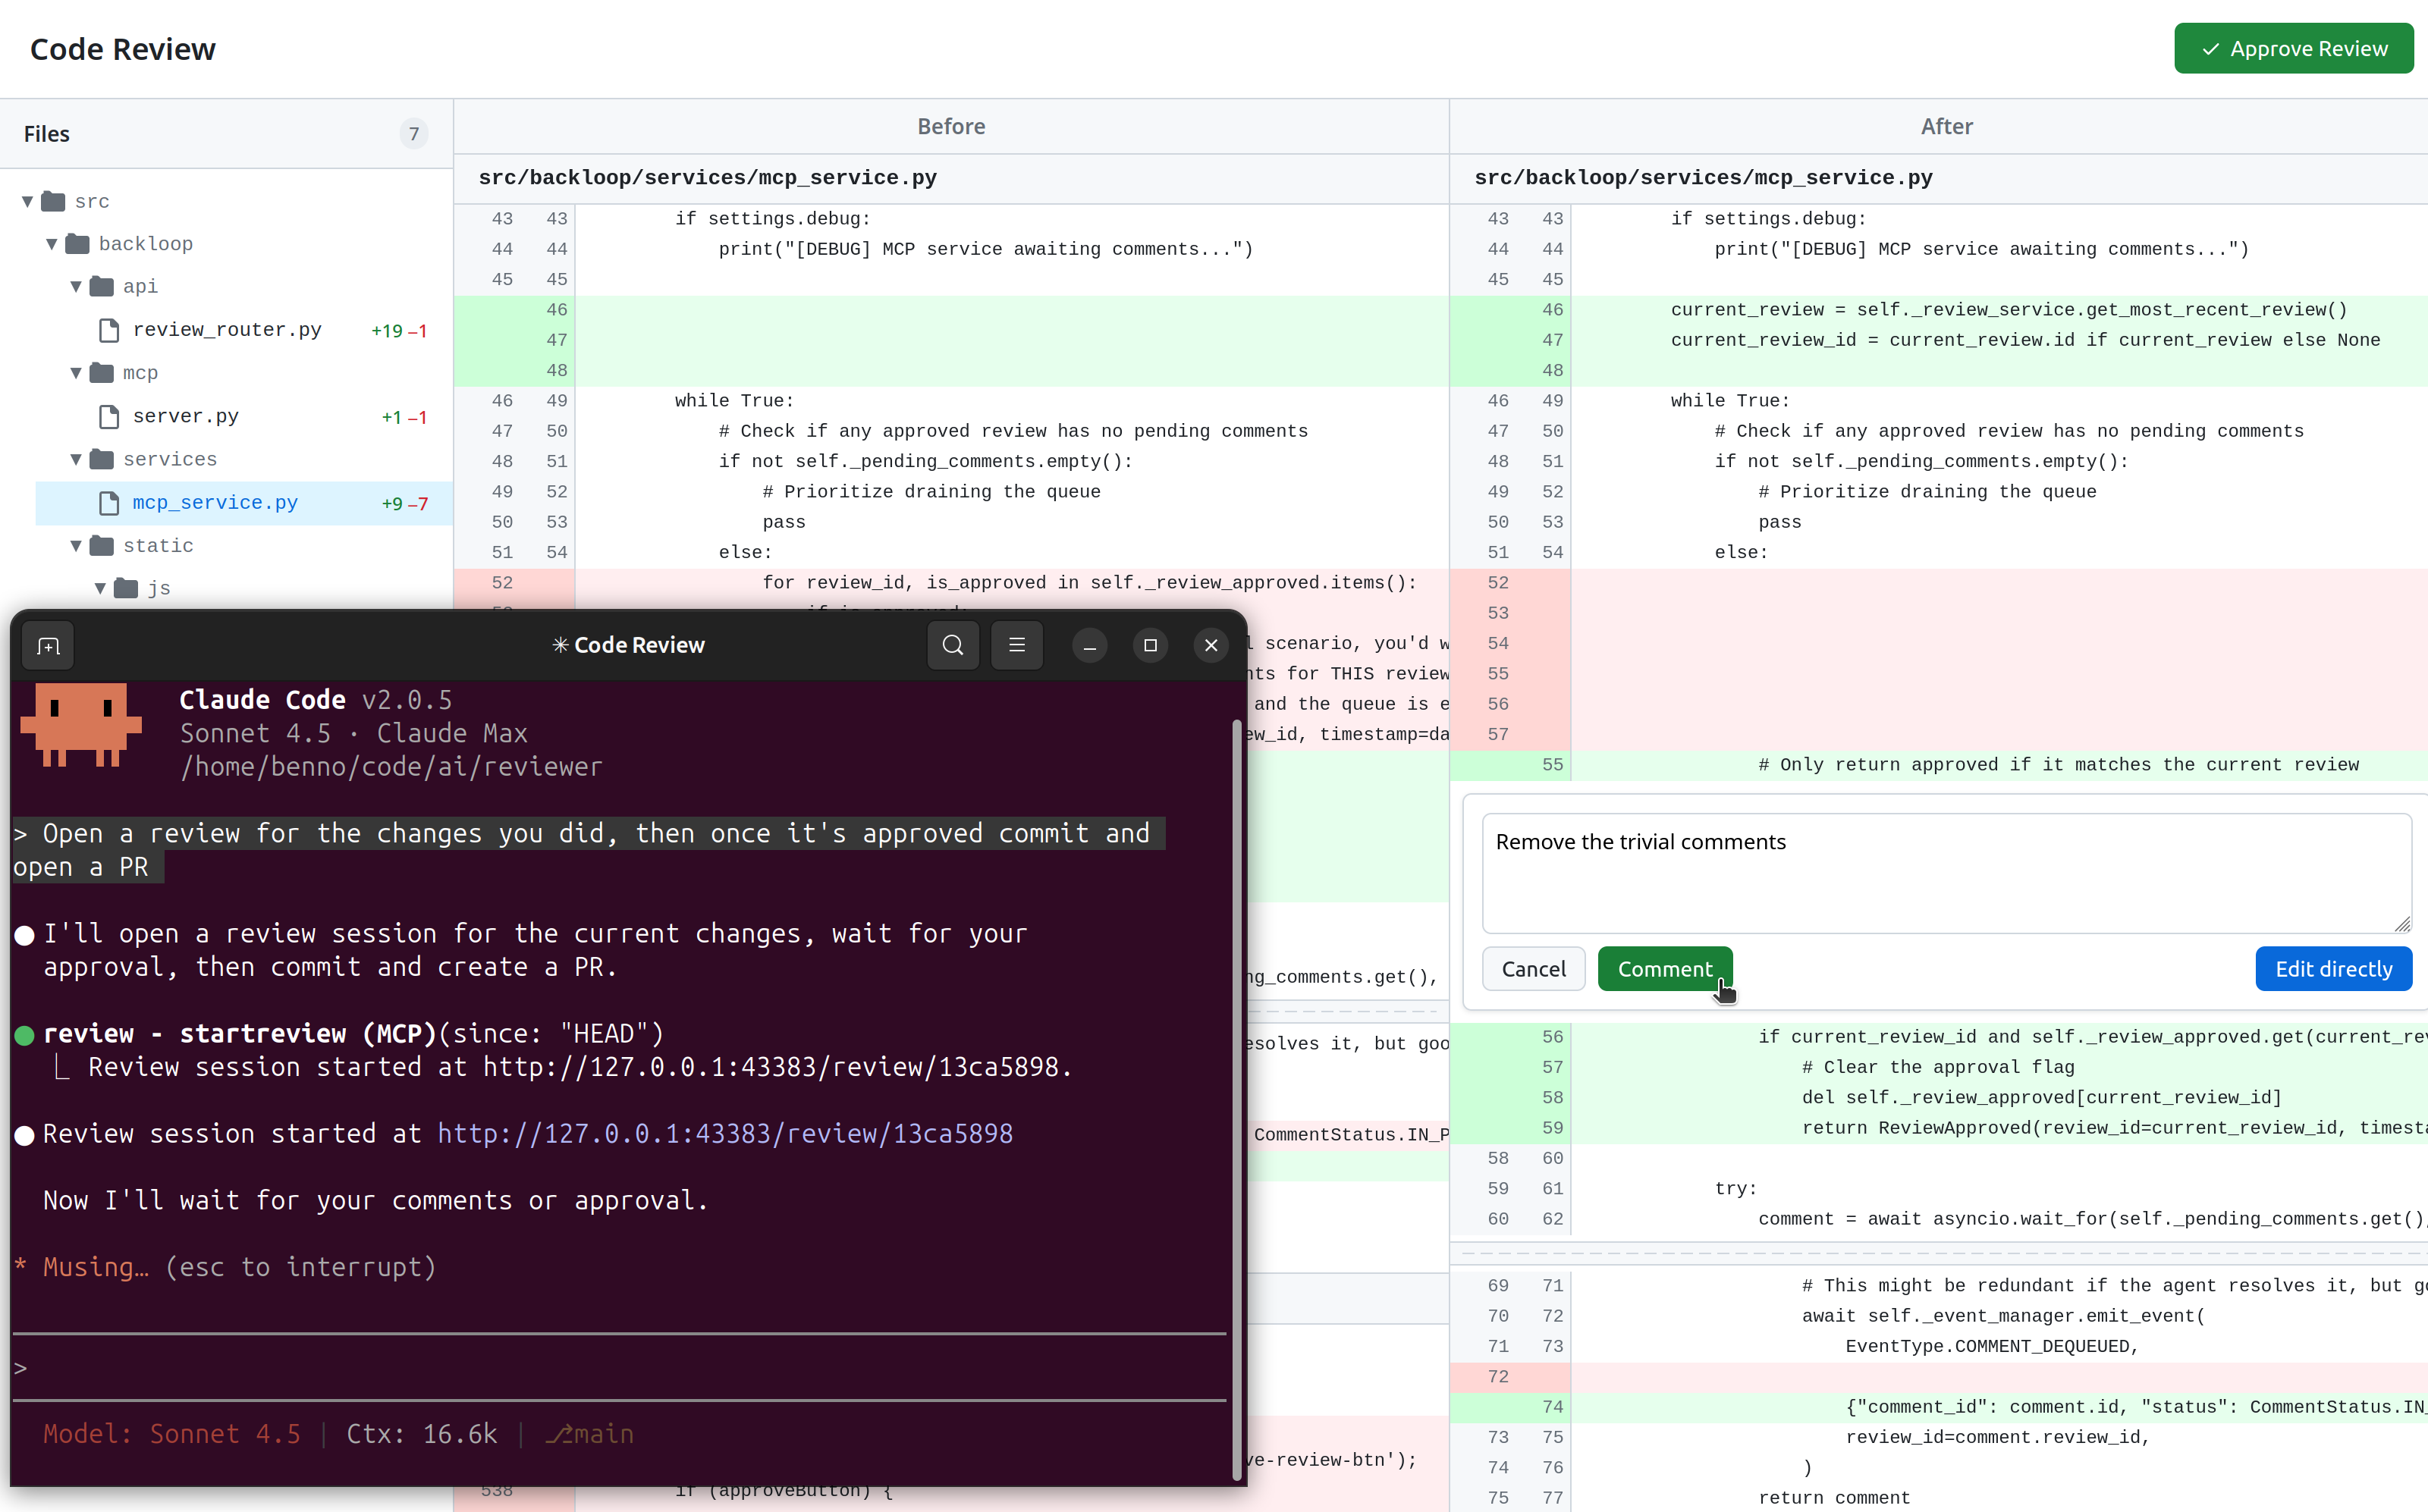 Code Review
✓ Approve Review
Files 7
▼ src
▼ backloop
▼ api
review_router.py +19 −1
▼ mcp
server.py +1 −1
▼ services
mcp_service.py +9 −7
▼ static
▼ js
Before
src/backloop/services/mcp_service.py
43 43 if settings.debug:
44 44 print("[DEBUG] MCP service awaiting comments...")
45 45
46
47
48
46 49 while True:
47 50 # Check if any approved review has no pending comments
48 51 if not self._pending_comments.empty():
49 52 # Prioritize draining the queue
50 53 pass
51 54 else:
52 for review_id, is_approved in self._review_approved.items():
scenario, you'd w
nts for THIS review
and the queue is e
ew_id, timestamp=da
ng_comments.get(),
esolves it, but goo
CommentStatus.IN_P
ve-review-btn');
538 if (approveButton) {
After
src/backloop/services/mcp_service.py
43 43 if settings.debug:
44 44 print("[DEBUG] MCP service awaiting comments...")
45 45
46 current_review = self._review_service.get_most_recent_review()
47 current_review_id = current_review.id if current_review else None
48
46 49 while True:
47 50 # Check if any approved review has no pending comments
48 51 if not self._pending_comments.empty():
49 52 # Prioritize draining the queue
50 53 pass
51 54 else:
52
53
54
55
56
57
55 # Only return approved if it matches the current review
Remove the trivial comments
Cancel Comment Edit directly
56 if current_review_id and self._review_approved.get(current_rev
57 # Clear the approval flag
58 del self._review_approved[current_review_id]
59 return ReviewApproved(review_id=current_review_id, timesta
58 60
59 61 try:
60 62 comment = await asyncio.wait_for(self._pending_comments.get(),
69 71 # This might be redundant if the agent resolves it, but go
70 72 await self._event_manager.emit_event(
71 73 EventType.COMMENT_DEQUEUED,
72
74 {"comment_id": comment.id, "status": CommentStatus.IN_
73 75 review_id=comment.review_id,
74 76 )
75 77 return comment
✳ Code Review
Claude Code v2.0.5
Sonnet 4.5 · Claude Max
/home/benno/code/ai/reviewer
> Open a review for the changes you did, then once it's approved commit and
open a PR
● I'll open a review session for the current changes, wait for your
approval, then commit and create a PR.
● review - startreview (MCP)(since: "HEAD")
⎿ Review session started at http://127.0.0.1:43383/review/13ca5898.
● Review session started at http://127.0.0.1:43383/review/13ca5898
Now I'll wait for your comments or approval.
* Musing… (esc to interrupt)
>
Model: Sonnet 4.5 | Ctx: 16.6k | ⎇main